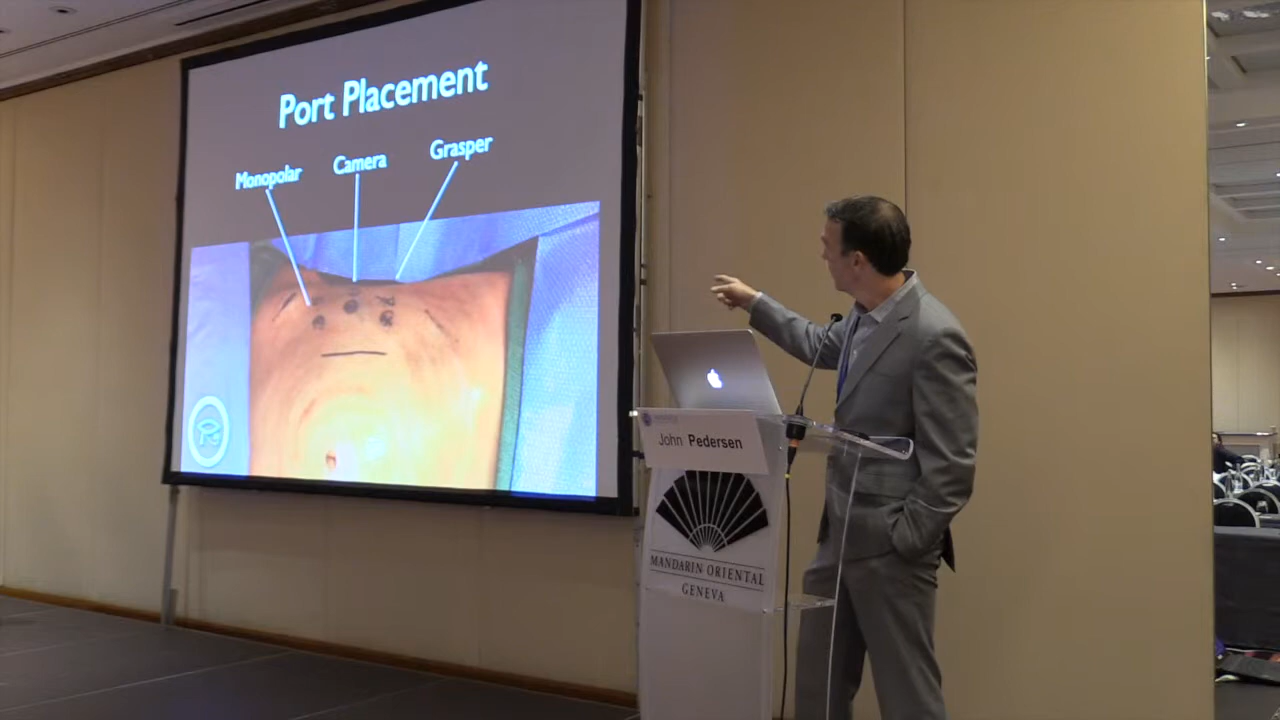 Port Placement
Monopolar
Camera
Grasper
John Pedersen
MANDARIN ORIENTAL
GENEVA